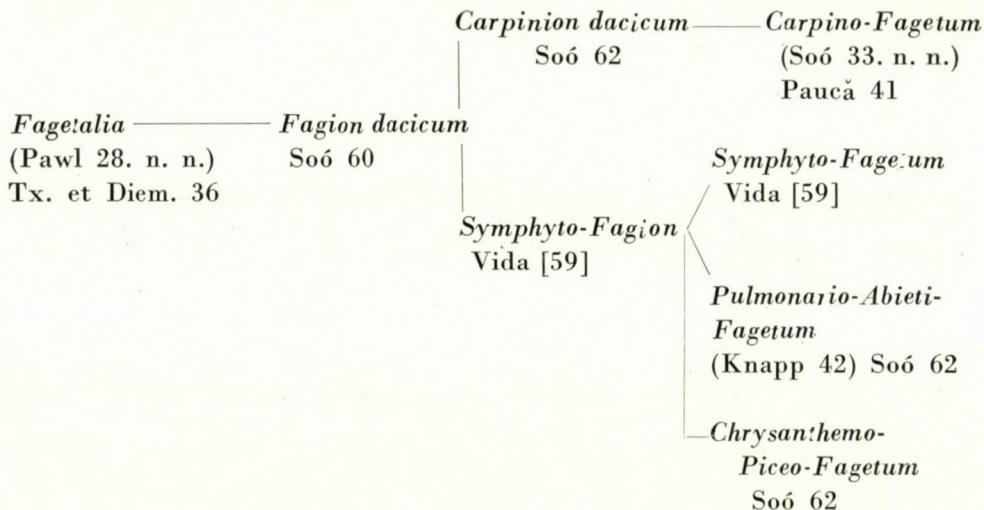 Carpinion dacicum
Soó 62
Carpino-Fagetum
(Soó 33. n. n.)
Paucă 41
Fagetalia
(Pawl 28. n. n.)
Tx. et Diem. 36
Fagion dacicum
Soó 60
Symphyto-Fagion
Vida [59]
Symphyto-Fagetum
Vida [59]
Pulmonario-Abieti-
Fagetum
(Knapp 42) Soó 62
Chrysanthemo-
Piceo-Fagetum
Soó 62